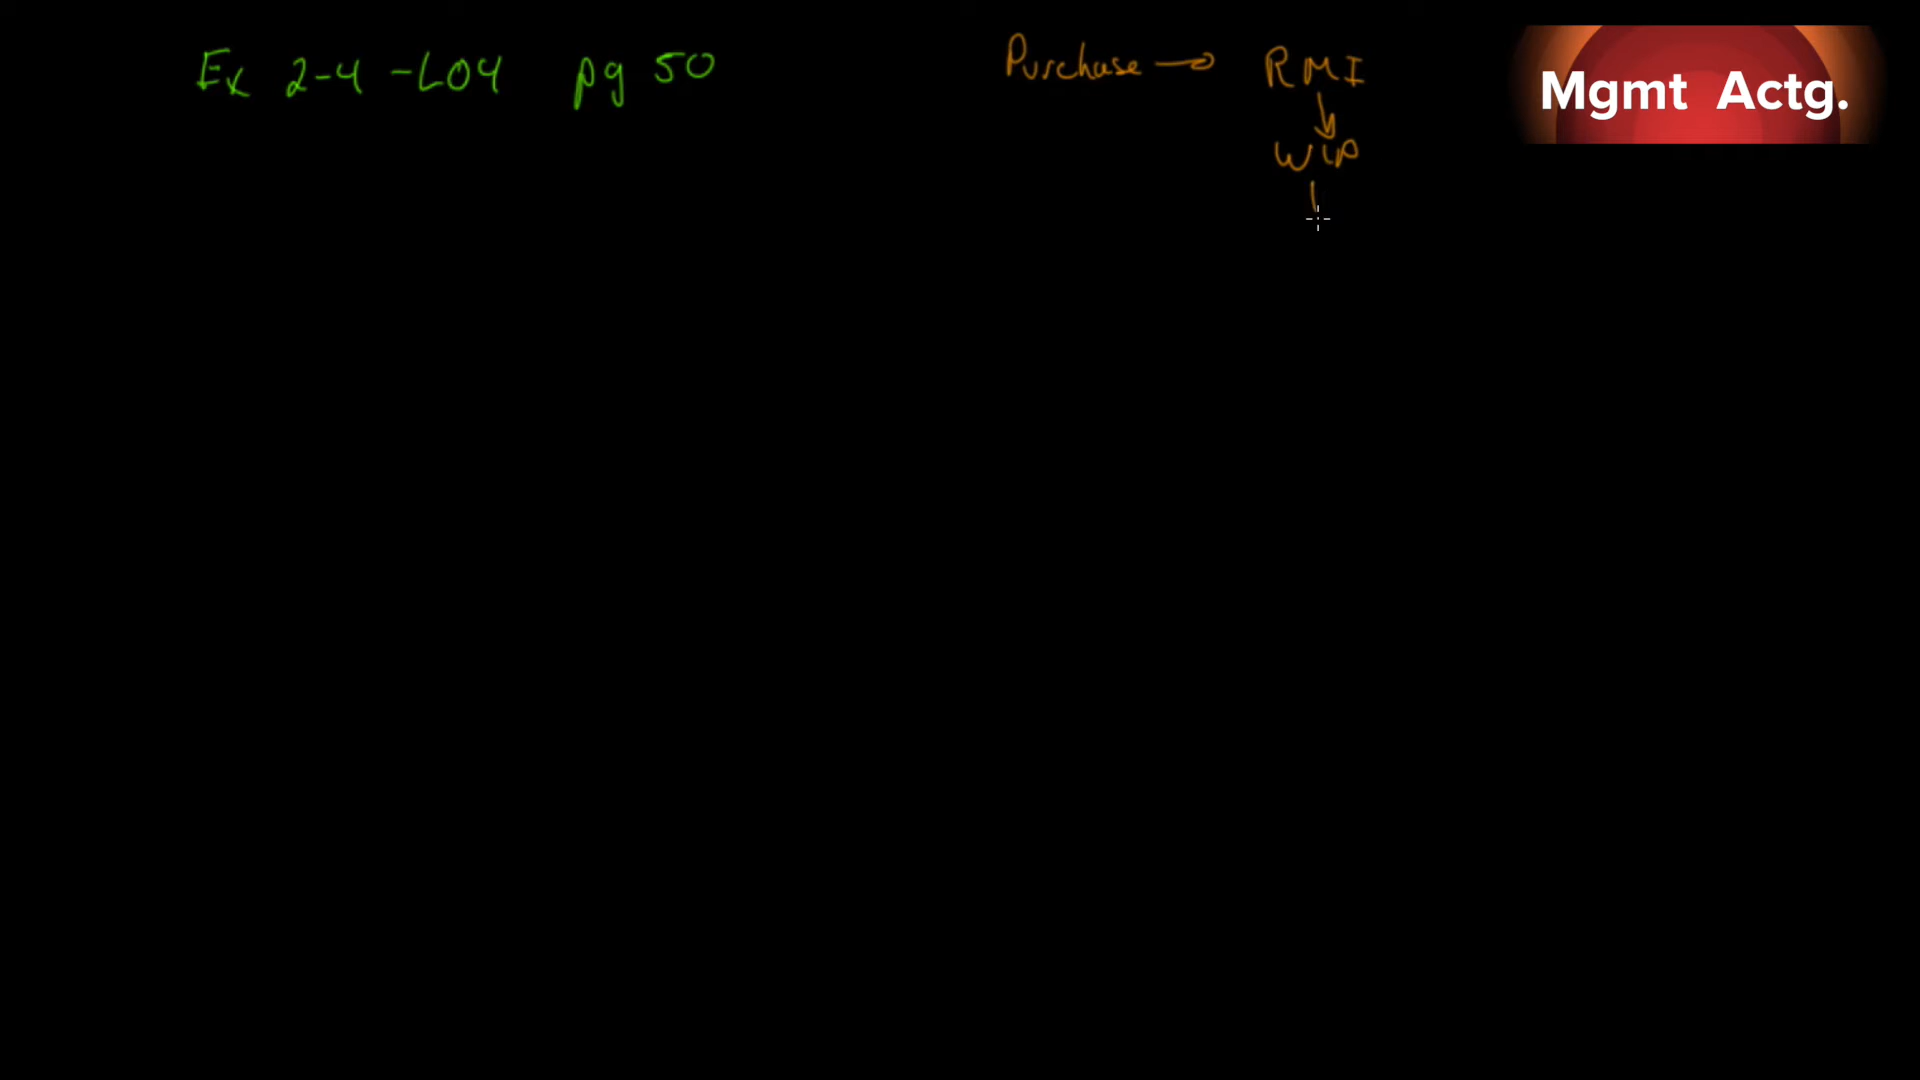 Ex 2-4 -LO4 pg 50
Purchase → RMI
WIP
Mgmt Actg.